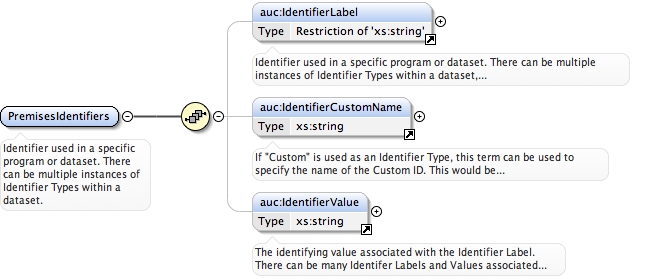 auc:IdentifierLabel
Type Restriction of 'xs:string'
Identifier used in a specific program or dataset. There can be multiple
instances of Identifier Types within a dataset,...
PremisesIdentifiers
Identifier used in a specific
program or dataset. There
can be multiple instances of
Identifier Types within a
dataset.
auc:IdentifierCustomName
Type xs:string
If "Custom" is used as an Identifier Type, this term can be used to
specify the name of the Custom ID. This would be...
auc:IdentifierValue
Type xs:string
The identifying value associated with the Identifier Label.
There can be many Identifer Labels and Values associated...